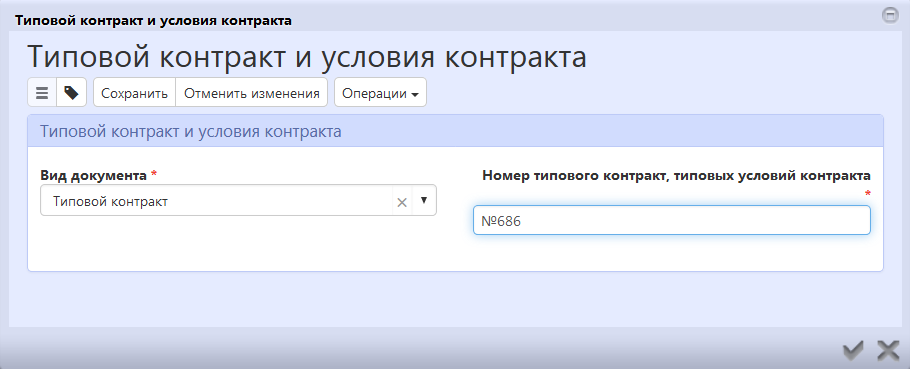 Типовой контракт и условия контракта
Типовой контракт и условия контракта
Сохранить Отменить изменения Операции
Типовой контракт и условия контракта
Вид документа *
Номер типового контракт, типовых условий контракта
*
Типовой контракт
№686